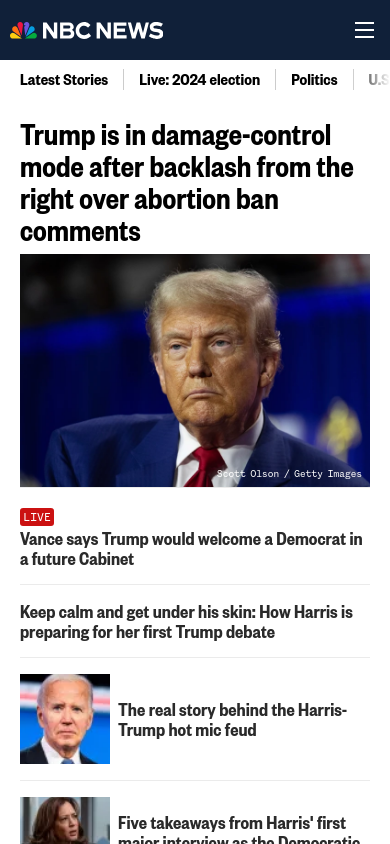 NBC NEWS
Latest Stories
Live: 2024 election
Politics
U.S
Trump is in damage-control
mode after backlash from the
right over abortion ban
comments
Scott Olson / Getty Images
LIVE
Vance says Trump would welcome a Democrat in
a future Cabinet
Keep calm and get under his skin: How Harris is
preparing for her first Trump debate
The real story behind the Harris-
Trump hot mic feud
Five takeaways from Harris' first
major interview as the Democratic